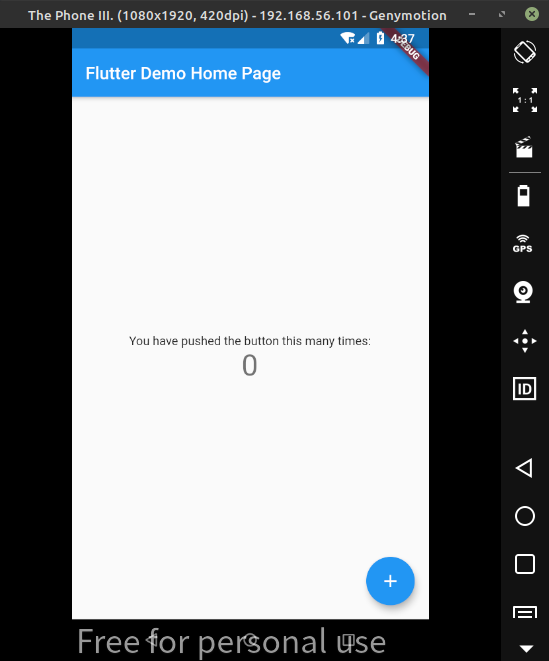 The Phone III. (1080x1920, 420dpi) - 192.168.56.101 - Genymotion
4:37
DEBUG
Flutter Demo Home Page
1 : 1
GPS
You have pushed the button this many times:
0
ID
Free for personal use